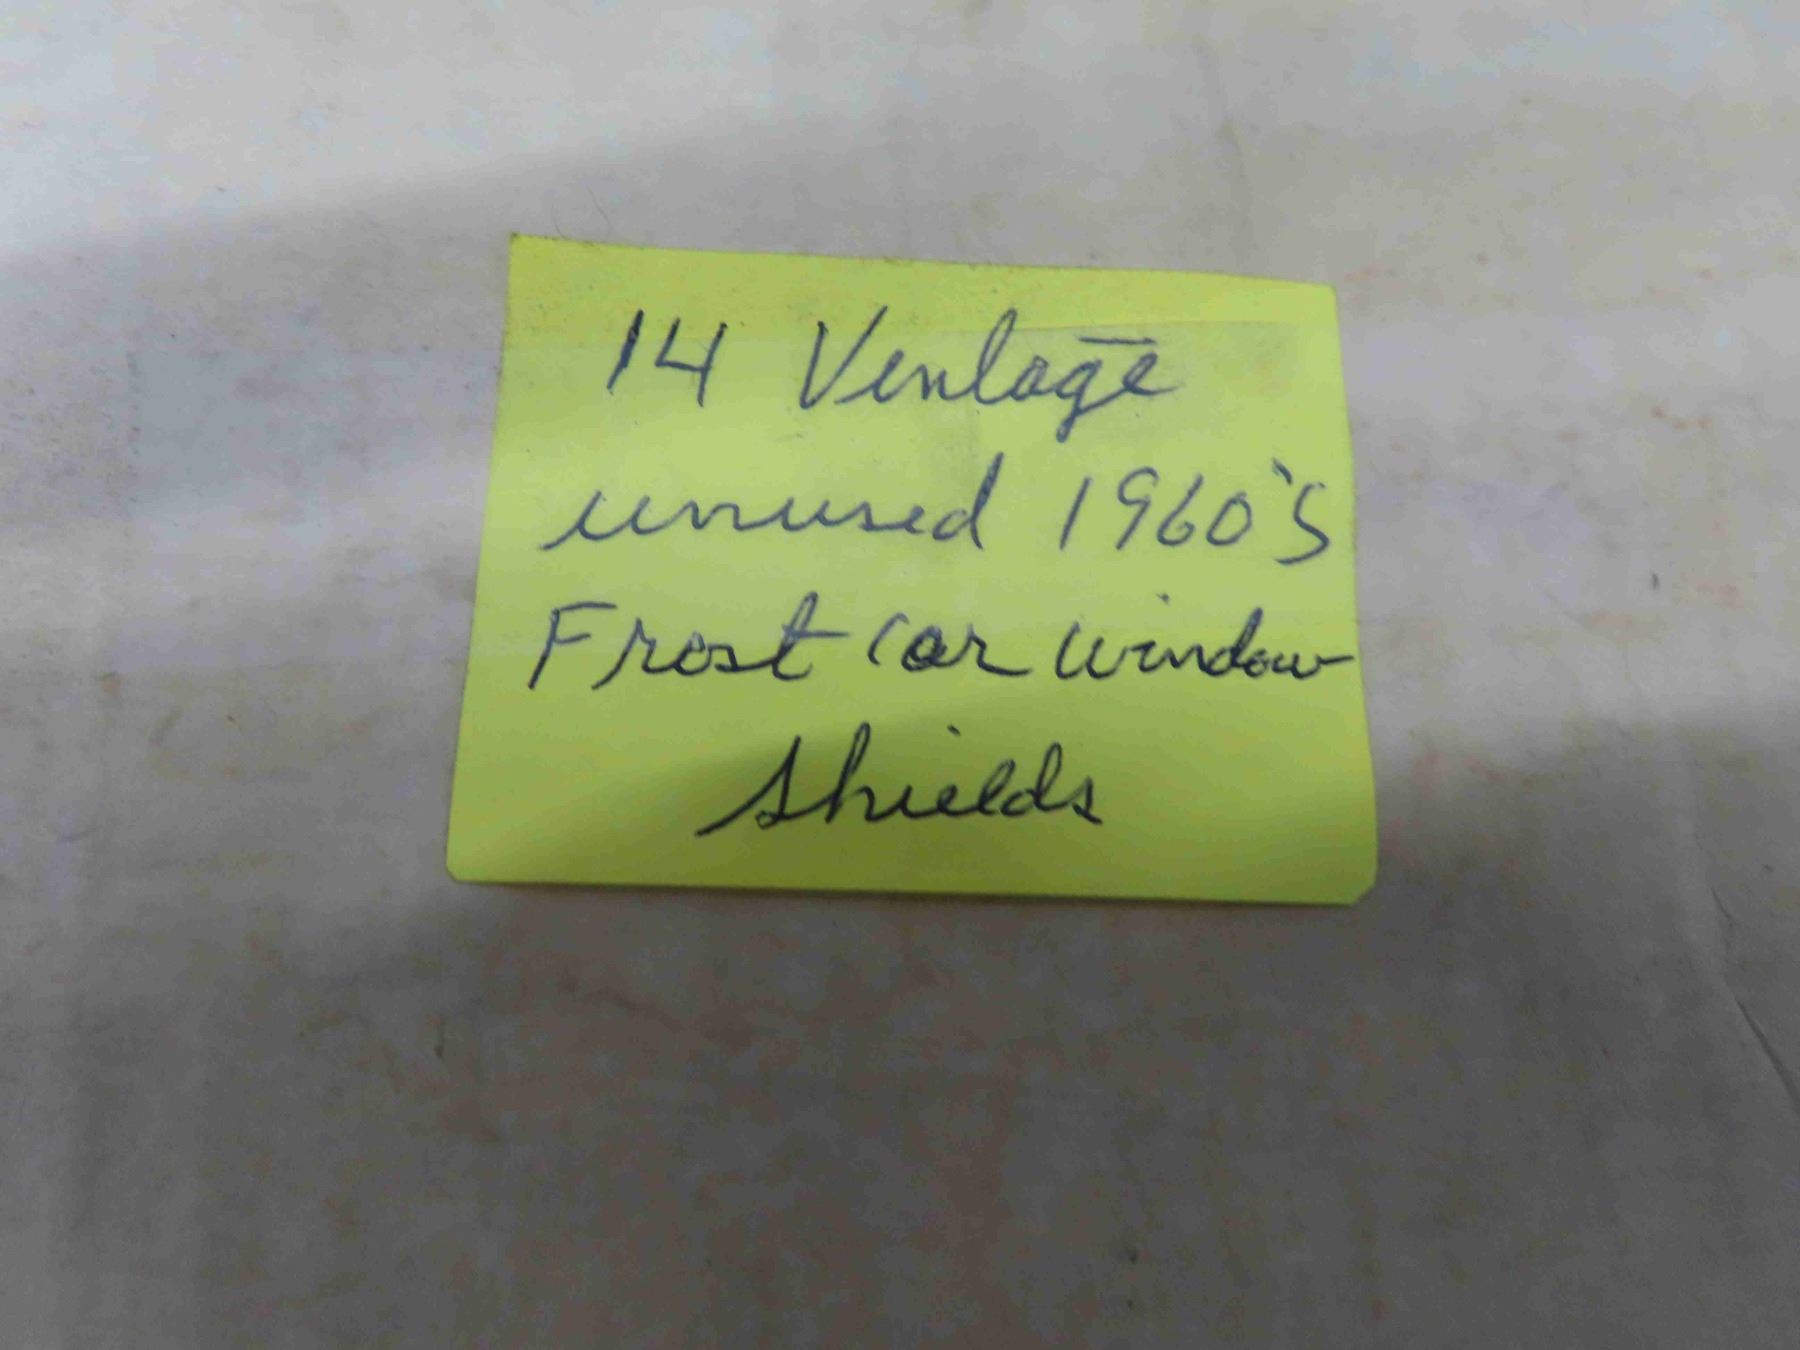 14 Vintage
unused 1960's
Frost car window
shields